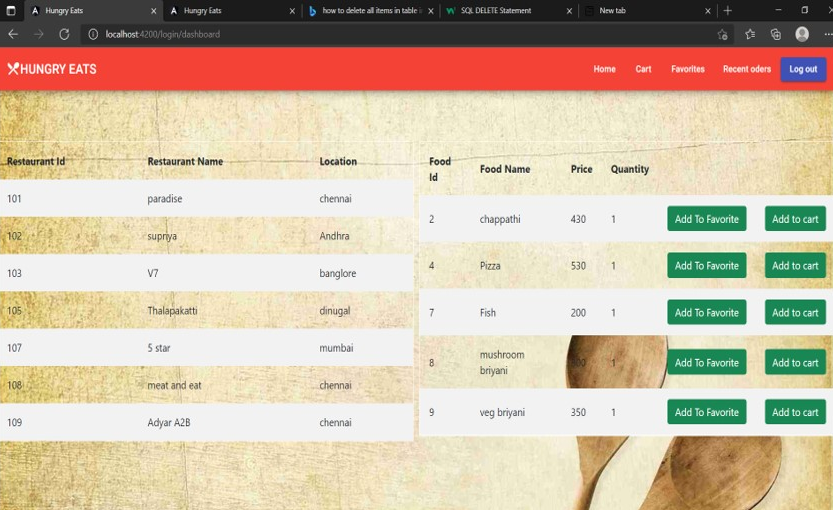 Hungry Eats
Hungry Eats
how to delete all items in table i
SQL DELETE Statement
New tab
localhost:4200/login/dashboard
HUNGRY EATS
Home Cart Favorites Recent oders Log out
Restaurant Id Restaurant Name Location
101 paradise chennai
102 supriya Andhra
103 V7 banglore
105 Thalapakatti dinugal
107 5 star mumbai
108 meat and eat chennai
109 Adyar A2B chennai
Food Id Food Name Price Quantity
2 chappathi 430 1 Add To Favorite Add to cart
4 Pizza 530 1 Add To Favorite Add to cart
7 Fish 200 1 Add To Favorite Add to cart
8 mushroom briyani 1 Add To Favorite Add to cart
9 veg briyani 350 1 Add To Favorite Add to cart